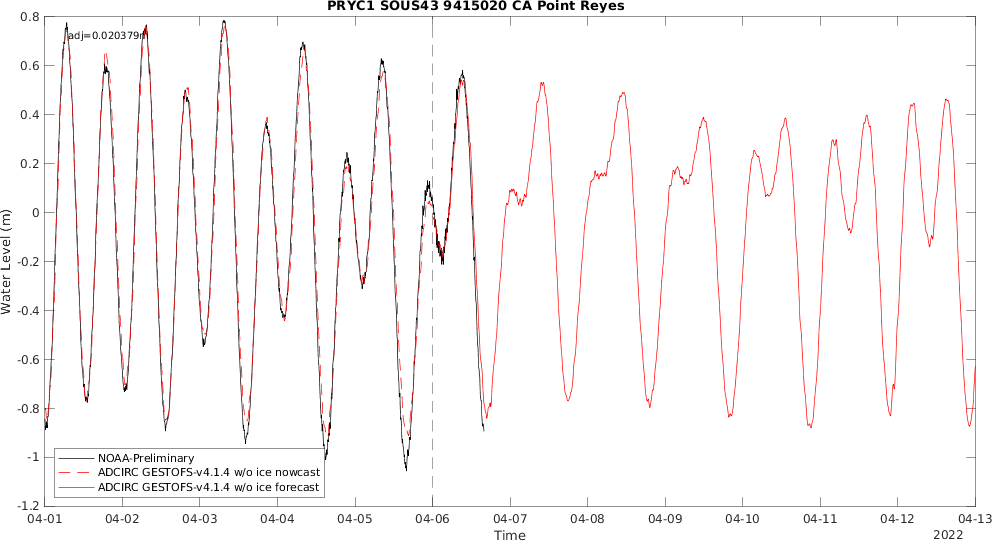 PRYC1 SOUS43 9415020 CA Point Reyes
adj=0.020379m
0.8
0.6
0.4
0.2
0
-0.2
-0.4
-0.6
-0.8
-1
-1.2
Water Level (m)
NOAA-Preliminary
ADCIRC GESTOFS-v4.1.4 w/o ice nowcast
ADCIRC GESTOFS-v4.1.4 w/o ice forecast
04-01 04-02 04-03 04-04 04-05 04-06 04-07 04-08 04-09 04-10 04-11 04-12 04-13
Time
2022